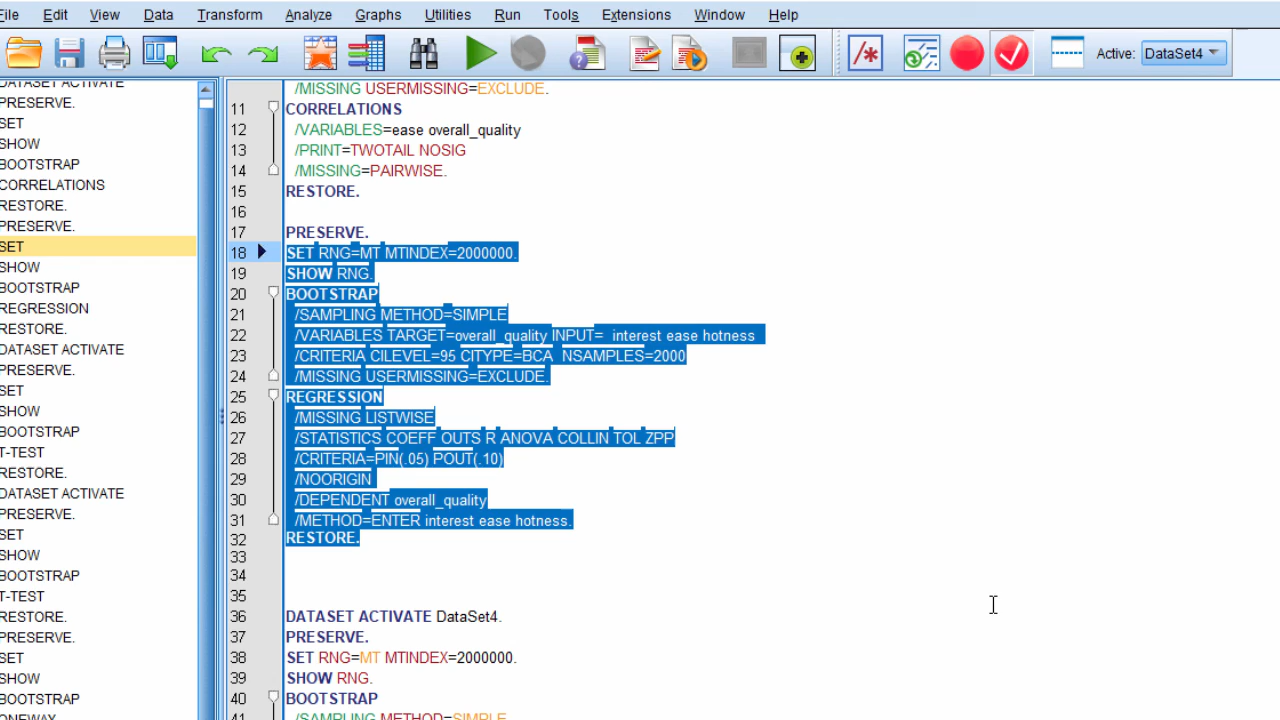 File Edit View Data Transform Analyze Graphs Utilities Run Tools Extensions Window Help
Active: DataSet4
DATASET ACTIVATE
PRESERVE.
SET
SHOW
BOOTSTRAP
CORRELATIONS
RESTORE.
PRESERVE.
SET
SHOW
BOOTSTRAP
REGRESSION
RESTORE.
DATASET ACTIVATE
PRESERVE.
SET
SHOW
BOOTSTRAP
T-TEST
RESTORE.
DATASET ACTIVATE
PRESERVE.
SET
SHOW
BOOTSTRAP
T-TEST
RESTORE.
PRESERVE.
SET
SHOW
BOOTSTRAP
ONEWAY
/MISSING USERMISSING=EXCLUDE.
11 CORRELATIONS
12 /VARIABLES=ease overall_quality
13 /PRINT=TWOTAIL NOSIG
14 /MISSING=PAIRWISE.
15 RESTORE.
16
17 PRESERVE.
18 SET RNG=MT MTINDEX=2000000.
19 SHOW RNG.
20 BOOTSTRAP
21 /SAMPLING METHOD=SIMPLE
22 /VARIABLES TARGET=overall_quality INPUT=  interest ease hotness
23 /CRITERIA CILEVEL=95 CITYPE=BCA  NSAMPLES=2000
24 /MISSING USERMISSING=EXCLUDE.
25 REGRESSION
26 /MISSING LISTWISE
27 /STATISTICS COEFF OUTS R ANOVA COLLIN TOL ZPP
28 /CRITERIA=PIN(.05) POUT(.10)
29 /NOORIGIN
30 /DEPENDENT overall_quality
31 /METHOD=ENTER interest ease hotness.
32 RESTORE.
33
34
35
36 DATASET ACTIVATE DataSet4.
37 PRESERVE.
38 SET RNG=MT MTINDEX=2000000.
39 SHOW RNG.
40 BOOTSTRAP
41 /SAMPLING METHOD=SIMPLE